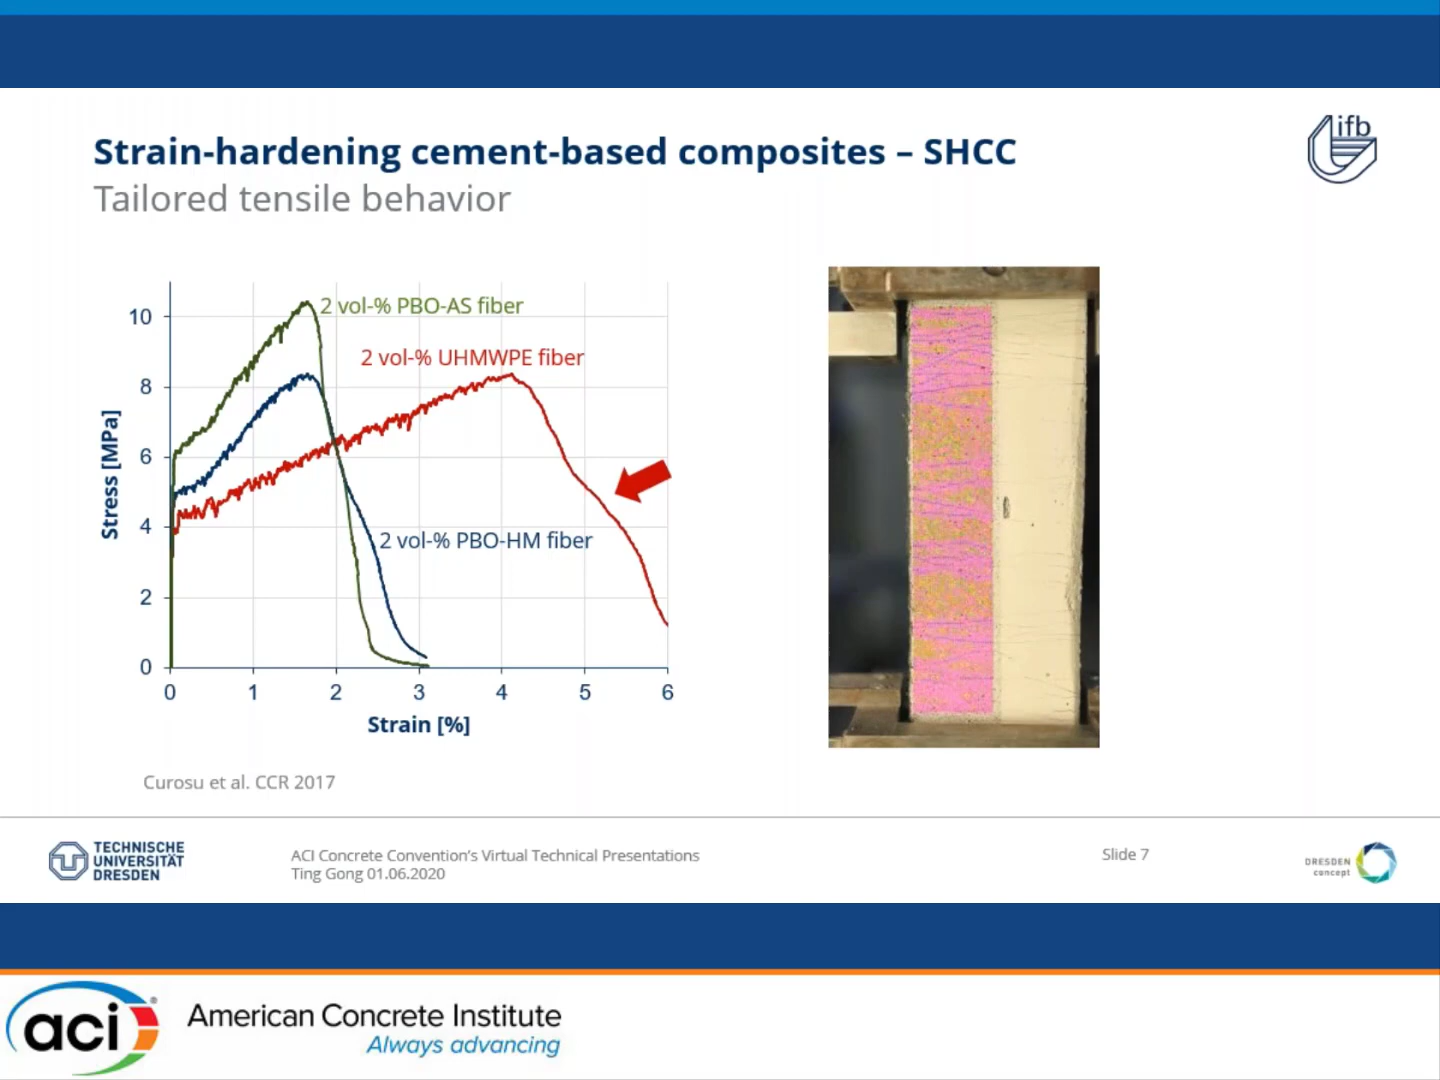 Strain-hardening cement-based composites – SHCC
ifb
Tailored tensile behavior
2 vol-% PBO-AS fiber
2 vol-% UHMWPE fiber
2 vol-% PBO-HM fiber
Stress [MPa]
10
8
6
4
2
0
0 1 2 3 4 5 6
Strain [%]
Curosu et al. CCR 2017
TECHNISCHE
UNIVERSITÄT
DRESDEN
ACI Concrete Convention’s Virtual Technical Presentations
Ting Gong 01.06.2020
Slide 7
DRESDEN
concept
aci®
American Concrete Institute
Always advancing